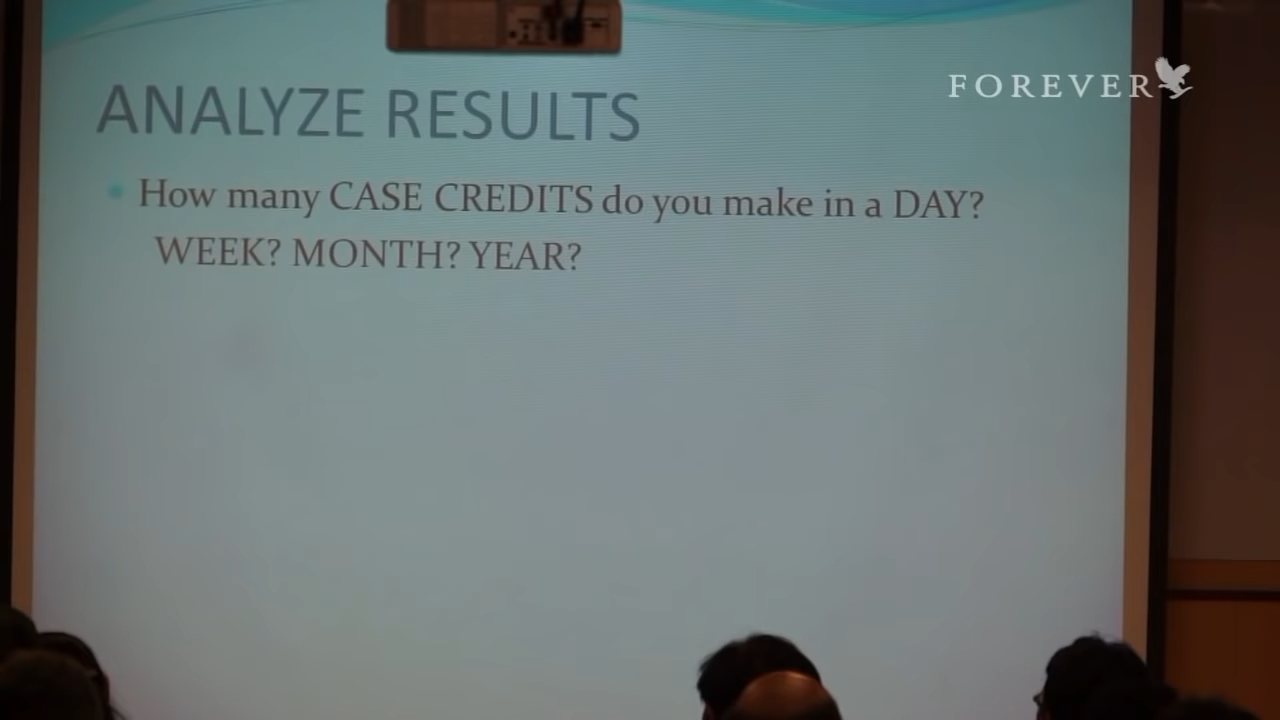 FOREVER
ANALYZE RESULTS
How many CASE CREDITS do you make in a DAY?
WEEK? MONTH? YEAR?